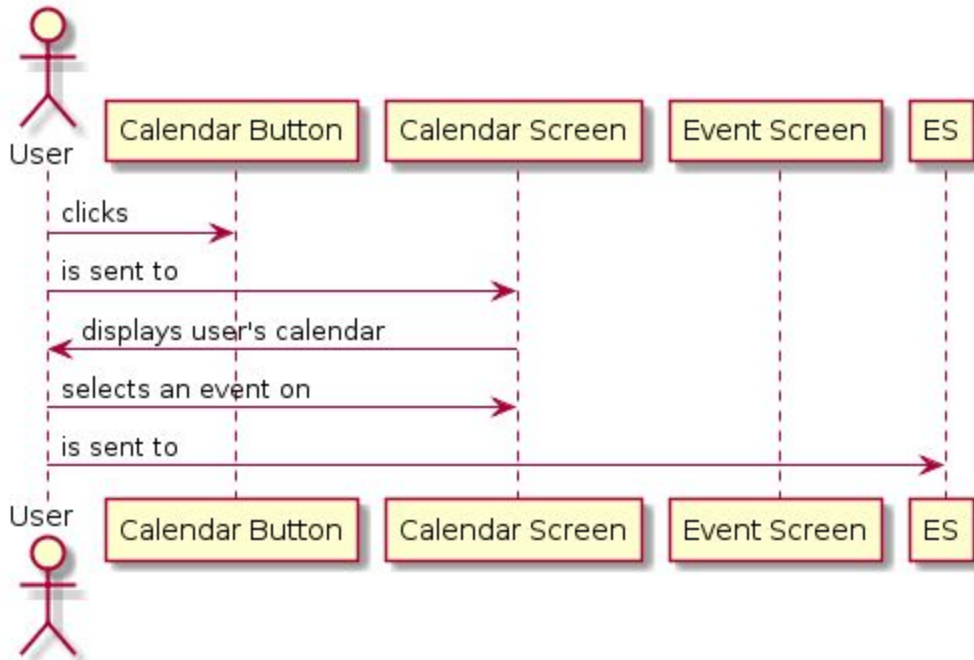 User
Calendar Button
Calendar Screen
Event Screen
ES
clicks
is sent to
displays user's calendar
selects an event on
is sent to
User
Calendar Button
Calendar Screen
Event Screen
ES